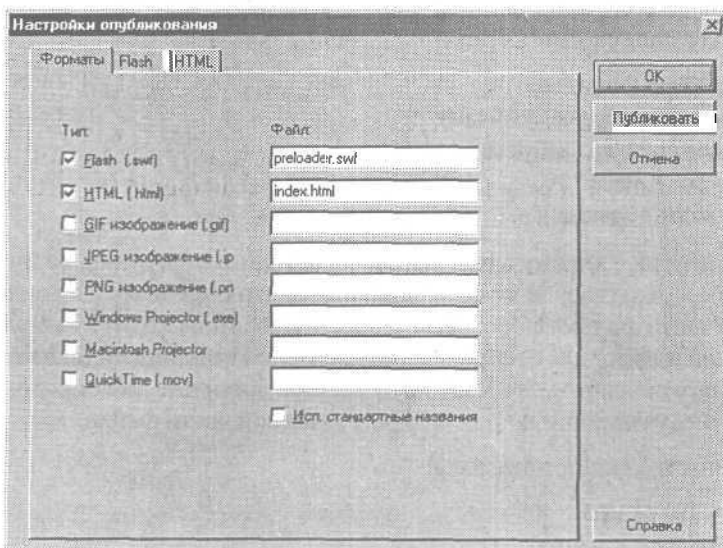 Настройки опубликования
Форматы Flash HTML
OK
Публиковать
Отмена
Тип: Файл:
Flash (.swf) preloader.swf
HTML (.html) index.html
GIF изображение (.gif)
JPEG изображение (.jp
PNG изображение (.pn
Windows Projector (.exe)
Macintosh Projector
QuickTime (.mov)
Исп. стандартные названия
Справка